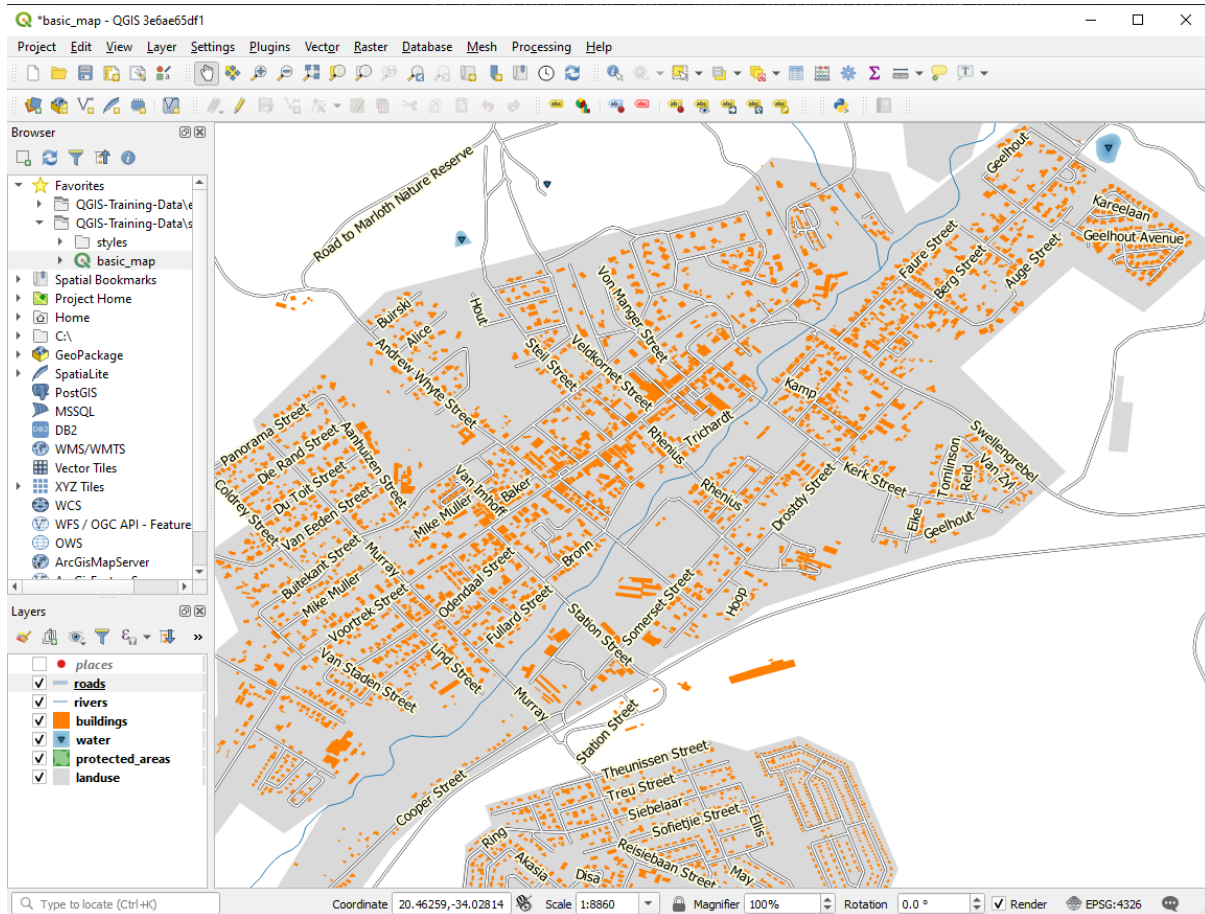 *basic_map - QGIS 3e6ae65df1
Project Edit View Layer Settings Plugins Vector Raster Database Mesh Processing Help
Browser
Favorites
QGIS-Training-Data\e
QGIS-Training-Data\s
styles
basic_map
Spatial Bookmarks
Project Home
Home
C:\
GeoPackage
SpatiaLite
PostGIS
MSSQL
DB2
WMS/WMTS
Vector Tiles
XYZ Tiles
WCS
WFS / OGC API - Feature
OWS
ArcGisMapServer
Layers
places
roads
rivers
buildings
water
protected_areas
landuse
Road to Marloth Nature Reserve
Geelhout
Kareelaan
Geelhout Avenue
Faure Street
Berg Street
Auge Street
Buirski
Alice
Hout
Von Manger Street
Andrew Whyte Street
Steil Street
Veldkornet Street
Kamp
Trichardt
Rhenius
Panorama Street
Die Rand Street
Aanhuizen Street
Du Toit Street
Coldrey Street
Van Eeden Street
Van Imhoff
Baker
Mike Muller
Rhenius
Drostdy Street
Kerk Street
Swellengrebel
Tomlinson
Reid
Van Zyl
Eike
Geelhout
Buitekant Street
Murray
Mike Muller
Odendaal Street
Bronn
Voortrek Street
Fullard Street
Station Street
Somerset Street
Hoop
Van Staden Street
Lind Street
Murray
Station Street
Cooper Street
Theunissen Street
Treu Street
Siebelaar
Sofietjie Street
Ellis
Ring
Reisiebaan Street
Akasia
Disa
May
Type to locate (Ctrl+K) Coordinate 20.46259,-34.02814 Scale 1:8860 Magnifier 100% Rotation 0.0 ° Render EPSG:4326